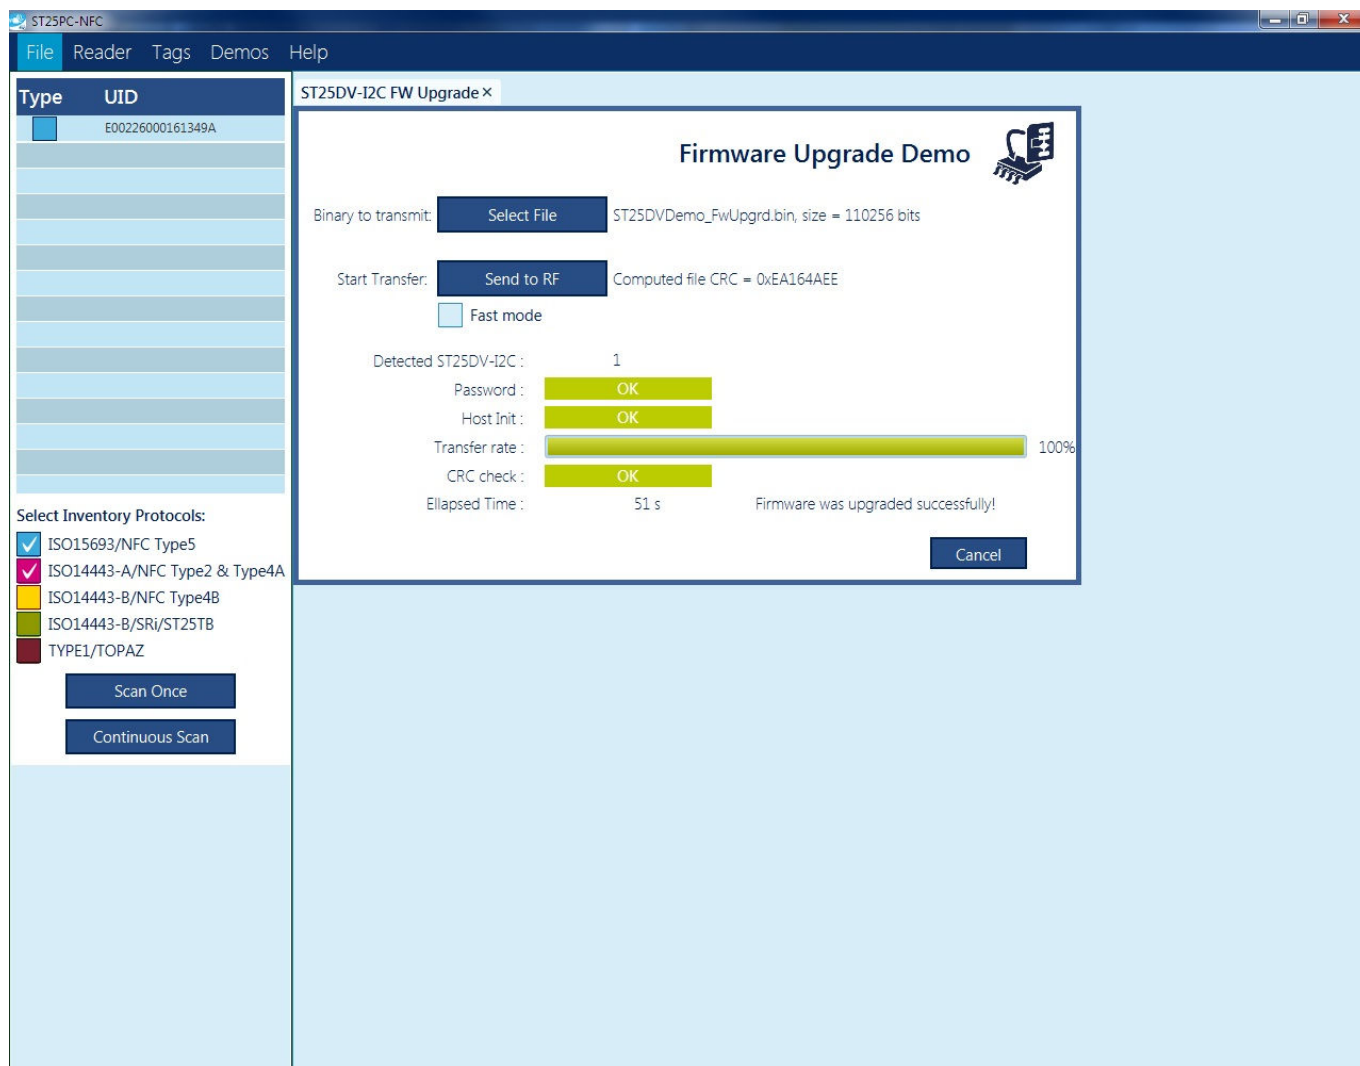 ST25PC-NFC
File Reader Tags Demos Help
Type UID
E00226000161349A
Select Inventory Protocols:
ISO15693/NFC Type5
ISO14443-A/NFC Type2 & Type4A
ISO14443-B/NFC Type4B
ISO14443-B/SRi/ST25TB
TYPE1/TOPAZ
Scan Once
Continuous Scan
ST25DV-I2C FW Upgrade ×
Firmware Upgrade Demo
Binary to transmit: Select File ST25DVDemo_FwUpgrd.bin, size = 110256 bits
Start Transfer: Send to RF Computed file CRC = 0xEA164AEE
Fast mode
Detected ST25DV-I2C : 1
Password : OK
Host Init : OK
Transfer rate : 100%
CRC check : OK
Ellapsed Time : 51 s Firmware was upgraded successfully!
Cancel